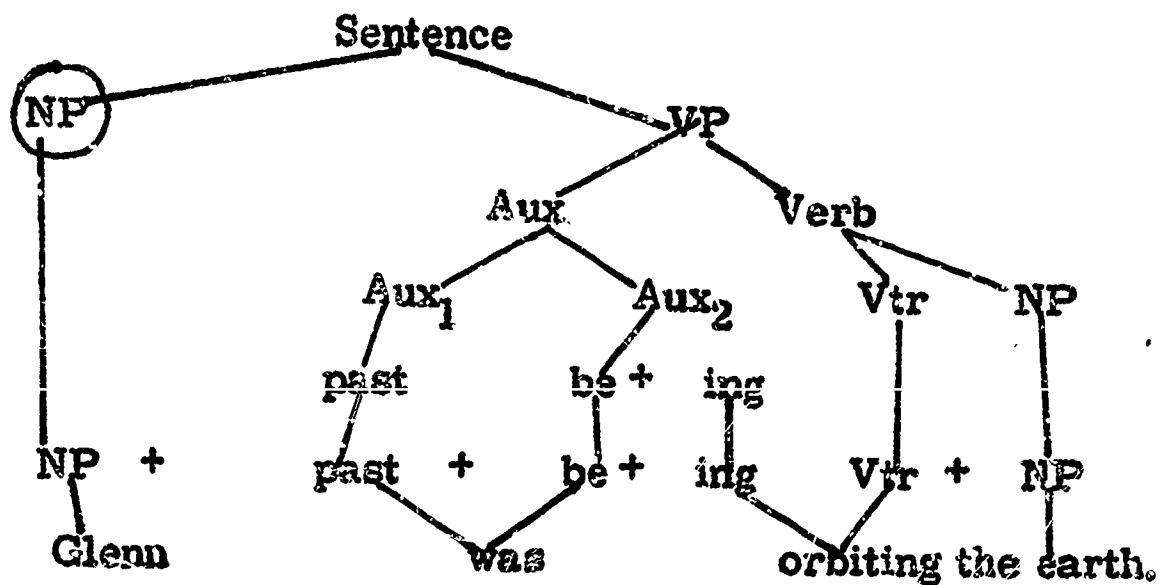 Sentence
NP VP
Aux Verb
Aux1 Aux2 Vtr NP
past be + ing
NP + past + be + ing Vtr + NP
Glenn was orbiting the earth.